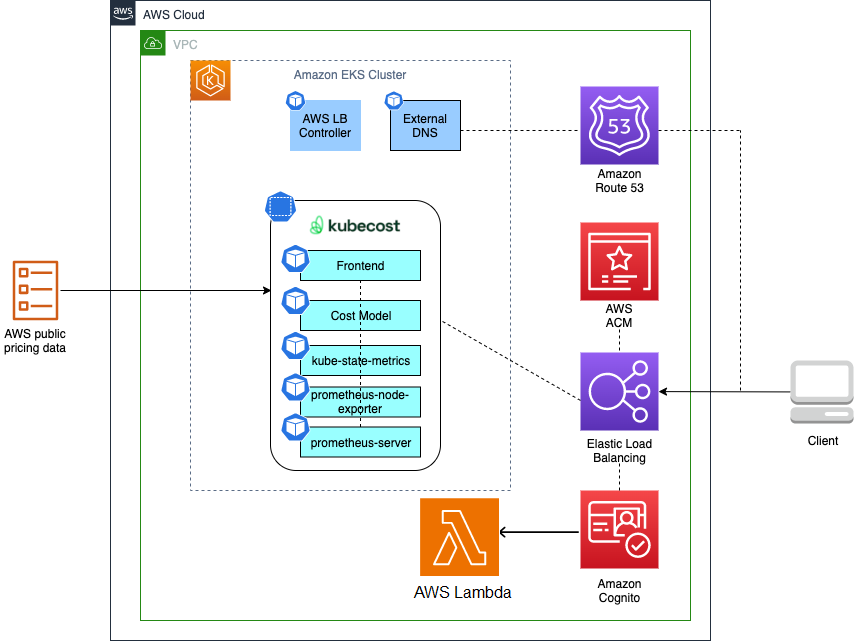 aws
AWS Cloud
VPC
Amazon EKS Cluster
AWS LB
Controller
External
DNS
53
Amazon
Route 53
kubecost
Frontend
Cost Model
kube-state-metrics
prometheus-node-
exporter
prometheus-server
AWS public
pricing data
AWS
ACM
Elastic Load
Balancing
Client
AWS Lambda
Amazon
Cognito